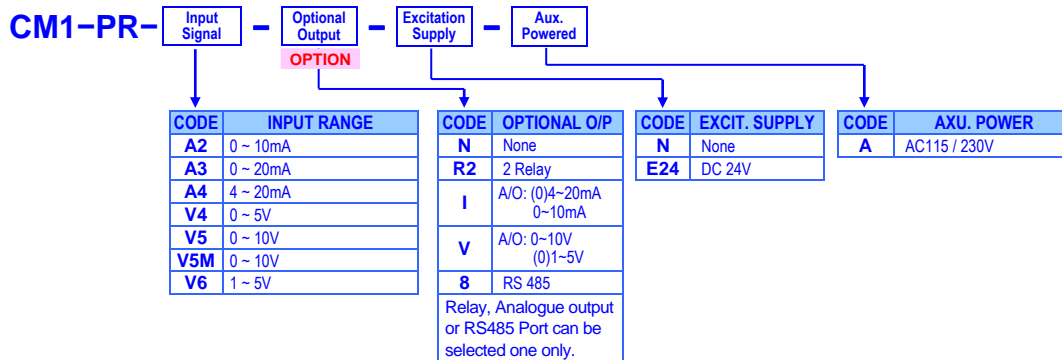 CM1-PR- Input Signal - Optional Output - Excitation Supply - Aux. Powered
OPTION
CODE INPUT RANGE
A2 0 ~ 10mA
A3 0 ~ 20mA
A4 4 ~ 20mA
V4 0 ~ 5V
V5 0 ~ 10V
V5M 0 ~ 10V
V6 1 ~ 5V
CODE OPTIONAL O/P
N None
R2 2 Relay
I A/O: (0)4~20mA
0~10mA
V A/O: 0~10V
(0)1~5V
8 RS 485
Relay, Analogue output
or RS485 Port can be
selected one only.
CODE EXCIT. SUPPLY
N None
E24 DC 24V
CODE AXU. POWER
A AC115 / 230V